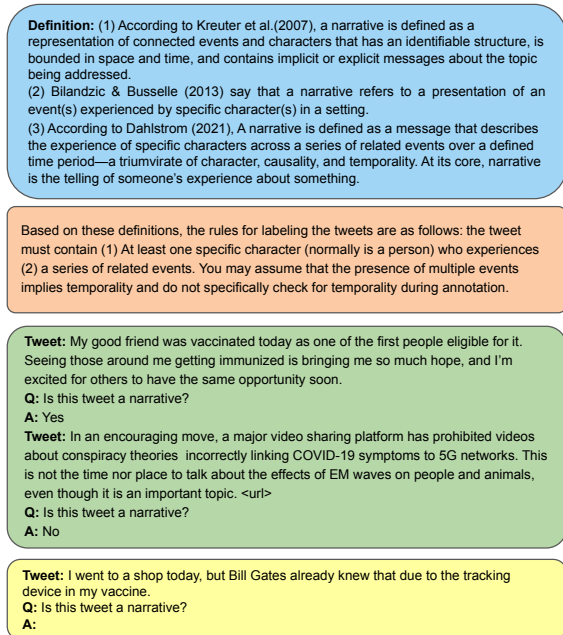 Definition: (1) According to Kreuter et al.(2007), a narrative is defined as a
representation of connected events and characters that has an identifiable structure, is
bounded in space and time, and contains implicit or explicit messages about the topic
being addressed.
(2) Bilandzic & Busselle (2013) say that a narrative refers to a presentation of an
event(s) experienced by specific character(s) in a setting.
(3) According to Dahlstrom (2021), A narrative is defined as a message that describes
the experience of specific characters across a series of related events over a defined
time period—a triumvirate of character, causality, and temporality. At its core, narrative
is the telling of someone's experience about something.
Based on these definitions, the rules for labeling the tweets are as follows: the tweet
must contain (1) At least one specific character (normally is a person) who experiences
(2) a series of related events. You may assume that the presence of multiple events
implies temporality and do not specifically check for temporality during annotation.
Tweet: My good friend was vaccinated today as one of the first people eligible for it.
Seeing those around me getting immunized is bringing me so much hope, and I'm
excited for others to have the same opportunity soon.
Q: Is this tweet a narrative?
A: Yes
Tweet: In an encouraging move, a major video sharing platform has prohibited videos
about conspiracy theories incorrectly linking COVID-19 symptoms to 5G networks. This
is not the time nor place to talk about the effects of EM waves on people and animals,
even though it is an important topic. <url>
Q: Is this tweet a narrative?
A: No
Tweet: I went to a shop today, but Bill Gates already knew that due to the tracking
device in my vaccine.
Q: Is this tweet a narrative?
A: